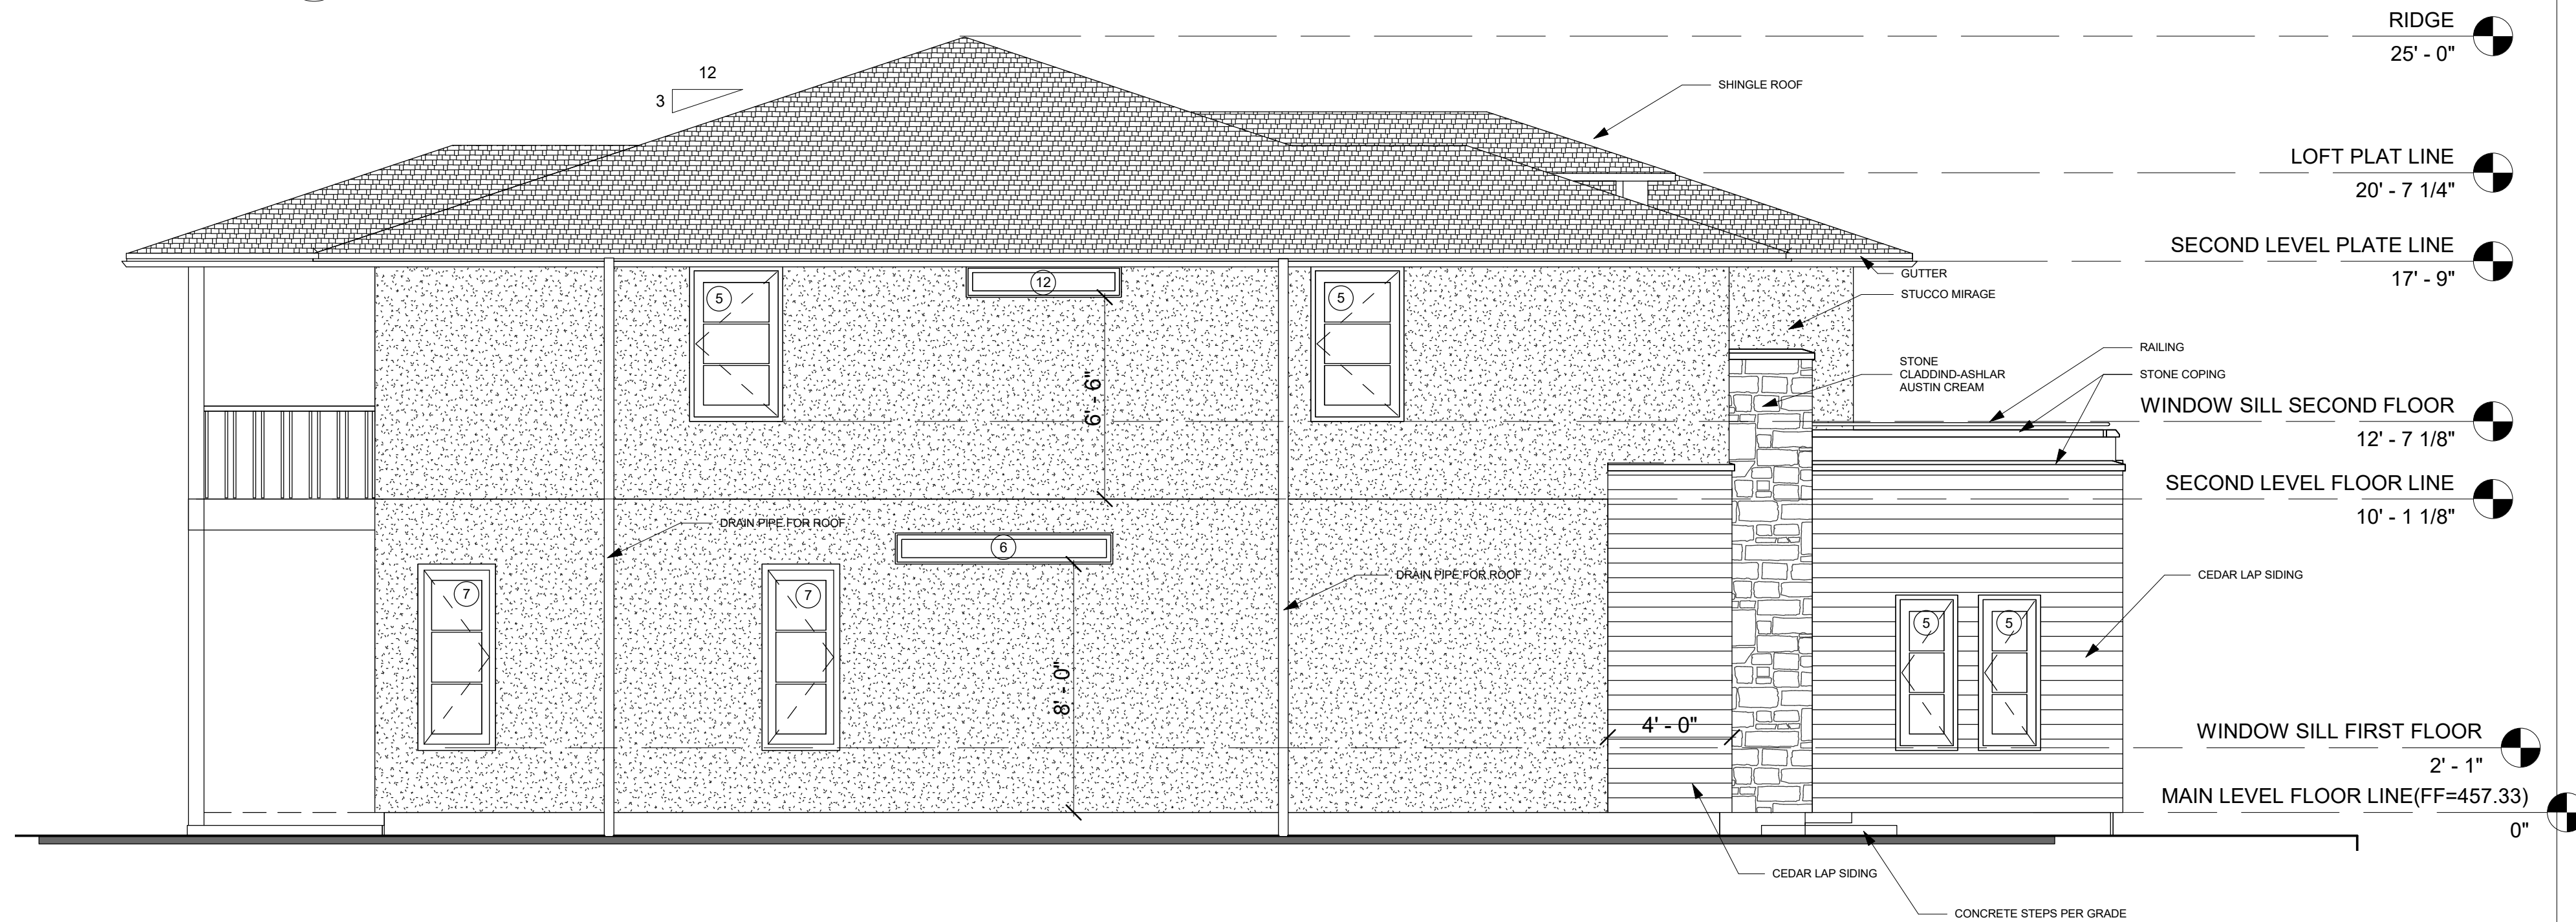 RIDGE
25' - 0"
12
3
SHINGLE ROOF
LOFT PLAT LINE
20' - 7 1/4"
SECOND LEVEL PLATE LINE
17' - 9"
GUTTER
STUCCO MIRAGE
5
12
5
6' - 6"
RAILING
STONE
CLADDIND-ASHLAR
AUSTIN CREAM
STONE COPING
WINDOW SILL SECOND FLOOR
12' - 7 1/8"
SECOND LEVEL FLOOR LINE
10' - 1 1/8"
DRAIN PIPE FOR ROOF
6
DRAIN PIPE FOR ROOF
CEDAR LAP SIDING
7
7
5
5
8' - 0"
4' - 0"
WINDOW SILL FIRST FLOOR
2' - 1"
MAIN LEVEL FLOOR LINE(FF=457.33)
0"
CEDAR LAP SIDING
CONCRETE STEPS PER GRADE